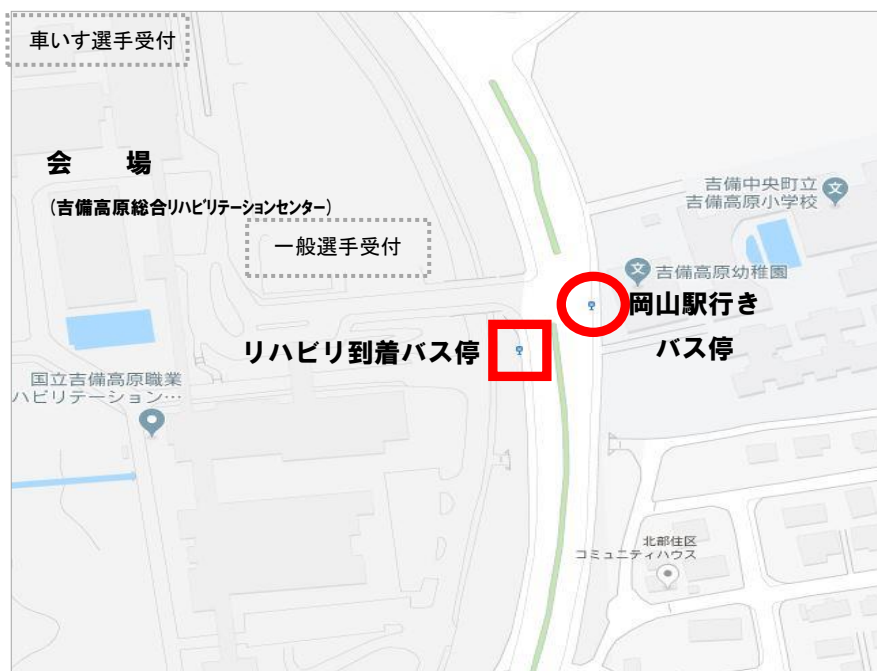 車いす選手受付
会　場
（吉備高原総合リハビリテーションセンター）
一般選手受付
吉備中央町立
吉備高原小学校
文
文
吉備高原幼稚園
岡山駅行き
バス停
リハビリ到着バス停
国立吉備高原職業
ハビリテーション…
北部住区
コミュニティハウス